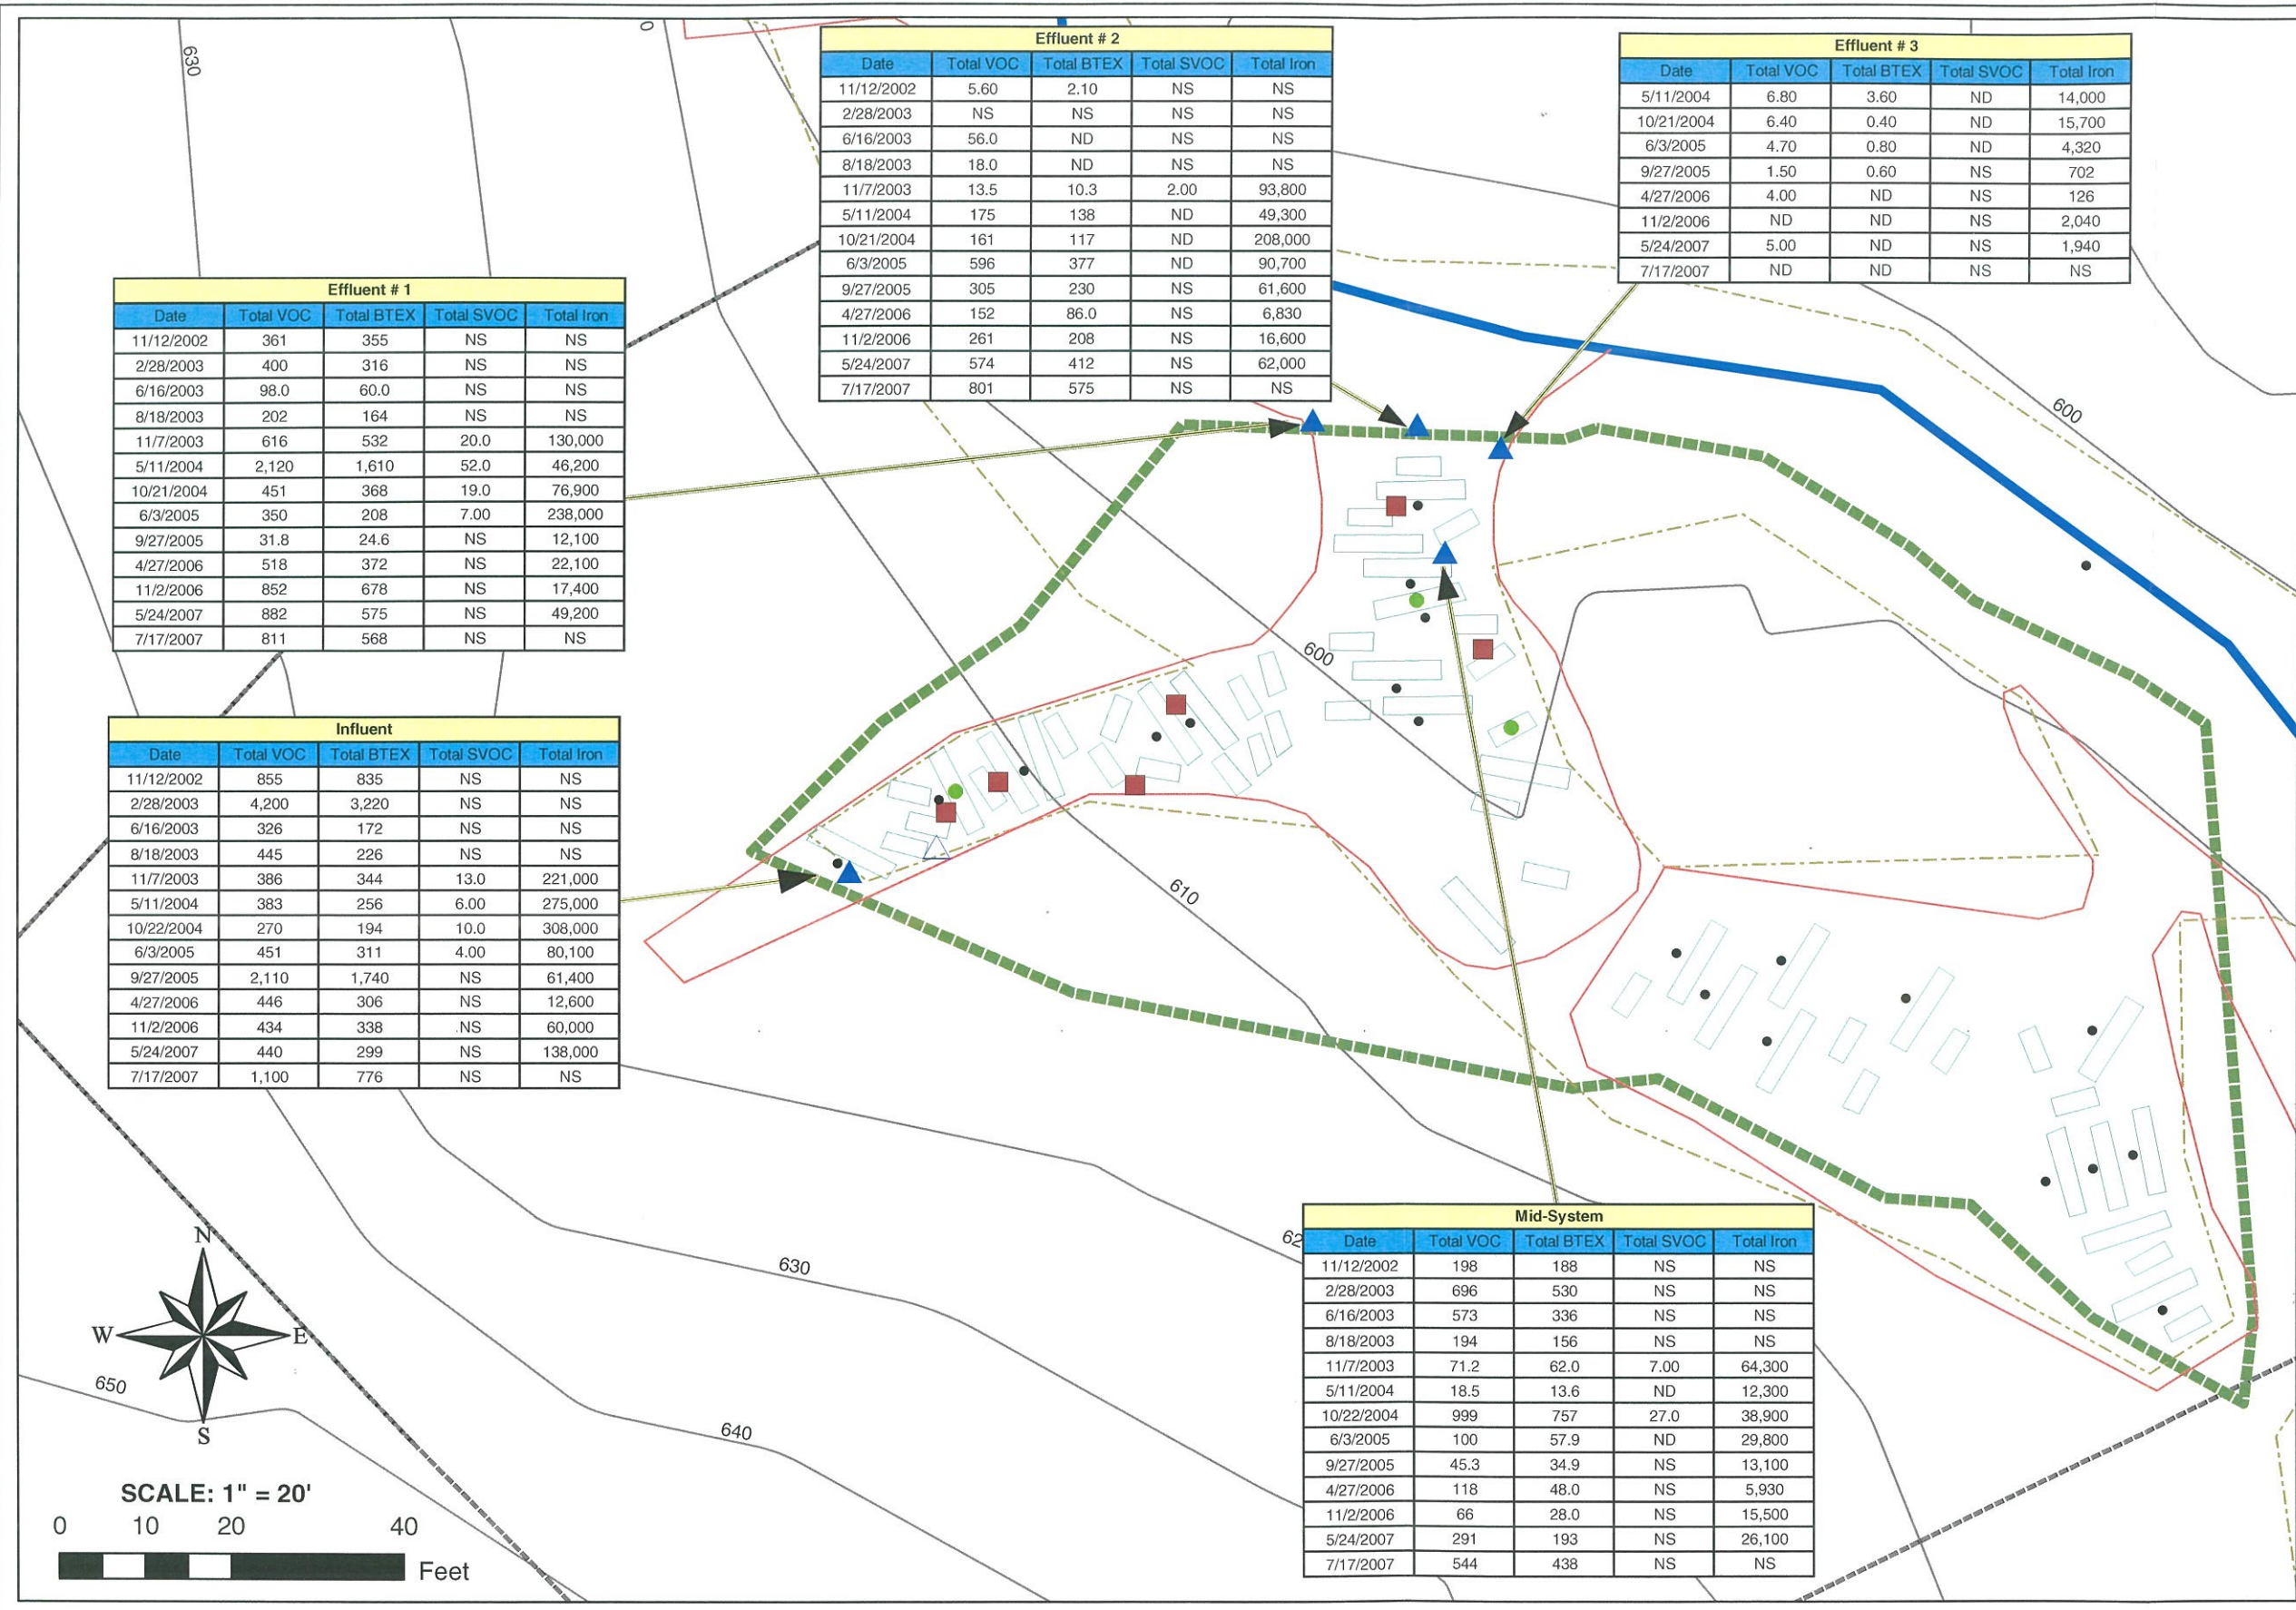 630
0
Effluent # 2
Date Total VOC Total BTEX Total SVOC Total Iron
11/12/2002 5.60 2.10 NS NS
2/28/2003 NS NS NS NS
6/16/2003 56.0 ND NS NS
8/18/2003 18.0 ND NS NS
11/7/2003 13.5 10.3 2.00 93,800
5/11/2004 175 138 ND 49,300
10/21/2004 161 117 ND 208,000
6/3/2005 596 377 ND 90,700
9/27/2005 305 230 NS 61,600
4/27/2006 152 86.0 NS 6,830
11/2/2006 261 208 NS 16,600
5/24/2007 574 412 NS 62,000
7/17/2007 801 575 NS NS
Effluent # 3
Date Total VOC Total BTEX Total SVOC Total Iron
5/11/2004 6.80 3.60 ND 14,000
10/21/2004 6.40 0.40 ND 15,700
6/3/2005 4.70 0.80 ND 4,320
9/27/2005 1.50 0.60 NS 702
4/27/2006 4.00 ND NS 126
11/2/2006 ND ND NS 2,040
5/24/2007 5.00 ND NS 1,940
7/17/2007 ND ND NS NS
Effluent # 1
Date Total VOC Total BTEX Total SVOC Total Iron
11/12/2002 361 355 NS NS
2/28/2003 400 316 NS NS
6/16/2003 98.0 60.0 NS NS
8/18/2003 202 164 NS NS
11/7/2003 616 532 20.0 130,000
5/11/2004 2,120 1,610 52.0 46,200
10/21/2004 451 368 19.0 76,900
6/3/2005 350 208 7.00 238,000
9/27/2005 31.8 24.6 NS 12,100
4/27/2006 518 372 NS 22,100
11/2/2006 852 678 NS 17,400
5/24/2007 882 575 NS 49,200
7/17/2007 811 568 NS NS
600
600
610
Influent
Date Total VOC Total BTEX Total SVOC Total Iron
11/12/2002 855 835 NS NS
2/28/2003 4,200 3,220 NS NS
6/16/2003 326 172 NS NS
8/18/2003 445 226 NS NS
11/7/2003 386 344 13.0 221,000
5/11/2004 383 256 6.00 275,000
10/22/2004 270 194 10.0 308,000
6/3/2005 451 311 4.00 80,100
9/27/2005 2,110 1,740 NS 61,400
4/27/2006 446 306 NS 12,600
11/2/2006 434 338 NS 60,000
5/24/2007 440 299 NS 138,000
7/17/2007 1,100 776 NS NS
62
630
640
650
Mid-System
Date Total VOC Total BTEX Total SVOC Total Iron
11/12/2002 198 188 NS NS
2/28/2003 696 530 NS NS
6/16/2003 573 336 NS NS
8/18/2003 194 156 NS NS
11/7/2003 71.2 62.0 7.00 64,300
5/11/2004 18.5 13.6 ND 12,300
10/22/2004 999 757 27.0 38,900
6/3/2005 100 57.9 ND 29,800
9/27/2005 45.3 34.9 NS 13,100
4/27/2006 118 48.0 NS 5,930
11/2/2006 66 28.0 NS 15,500
5/24/2007 291 193 NS 26,100
7/17/2007 544 438 NS NS
N
W E
S
SCALE: 1" = 20'
0 10 20 40
Feet